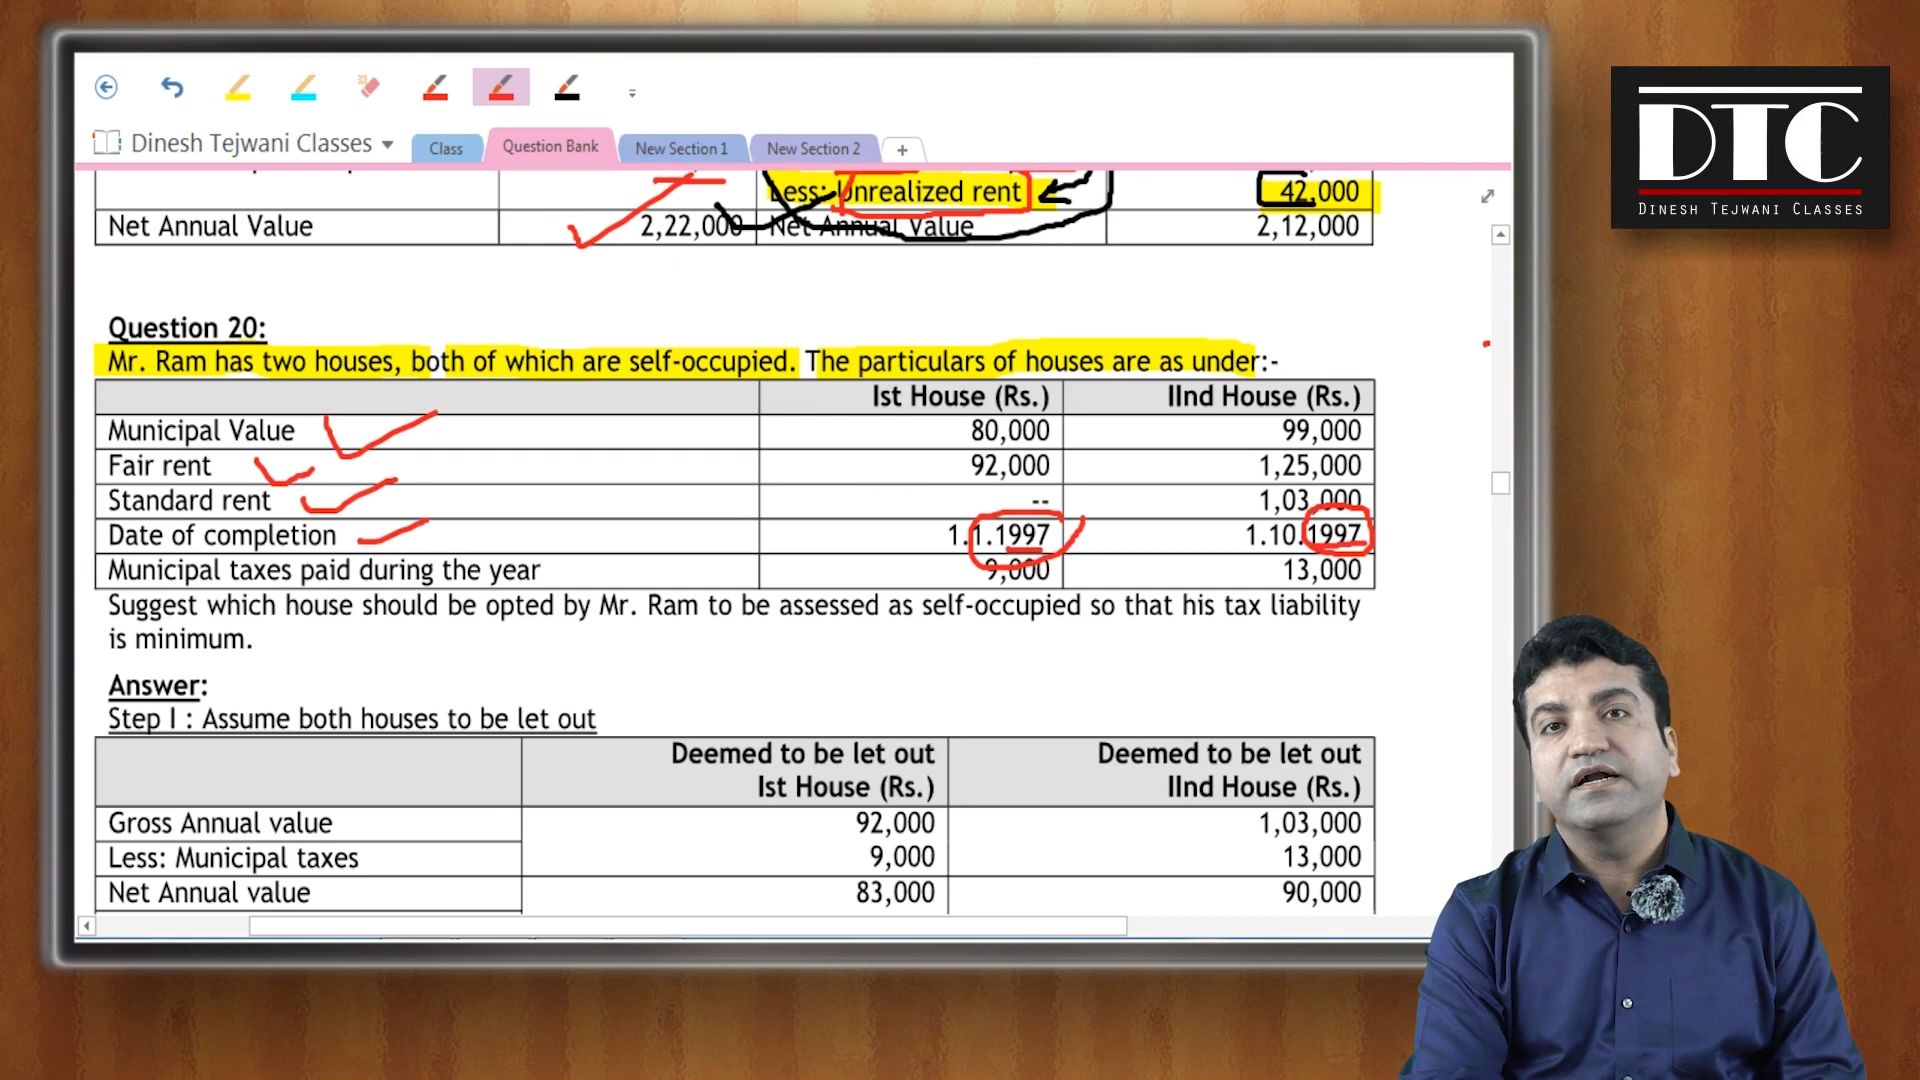 DTC
DINESH TEJWANI CLASSES
Dinesh Tejwani Classes
Class
Question Bank
New Section 1
New Section 2
Less: Unrealized rent 42,000
Net Annual Value 2,22,000 Net Annual Value 2,12,000
Question 20:
Mr. Ram has two houses, both of which are self-occupied. The particulars of houses are as under:-
Ist House (Rs.) IInd House (Rs.)
Municipal Value 80,000 99,000
Fair rent 92,000 1,25,000
Standard rent -- 1,03,000
Date of completion 1.1.1997 1.10.1997
Municipal taxes paid during the year 9,000 13,000
Suggest which house should be opted by Mr. Ram to be assessed as self-occupied so that his tax liability
is minimum.
Answer:
Step I : Assume both houses to be let out
Deemed to be let out Deemed to be let out
Ist House (Rs.) IInd House (Rs.)
Gross Annual value 92,000 1,03,000
Less: Municipal taxes 9,000 13,000
Net Annual value 83,000 90,000